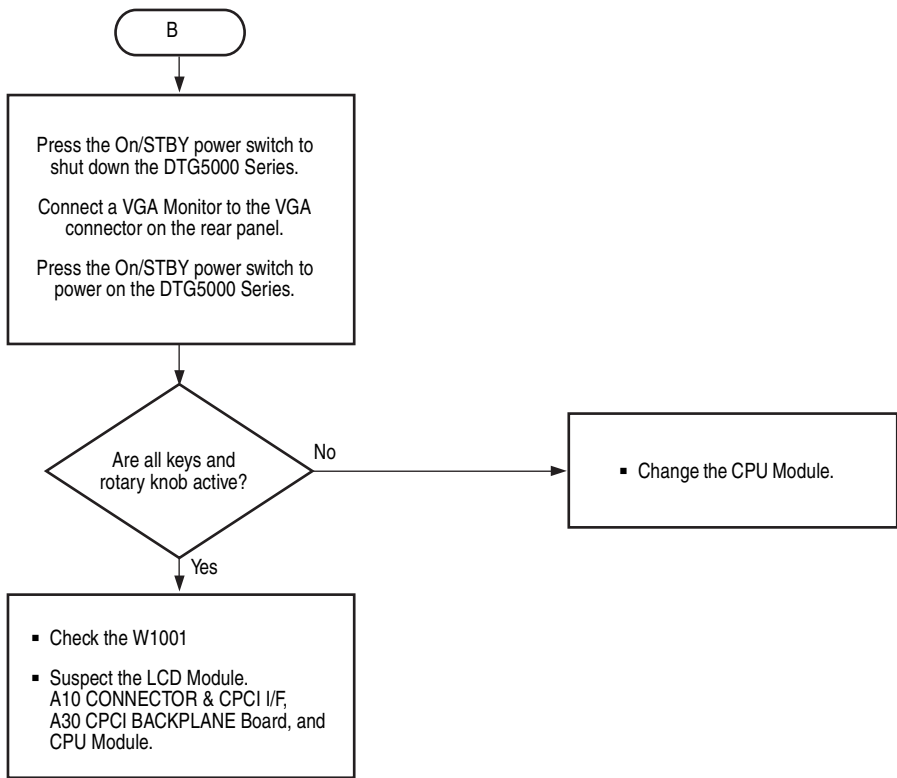 B
Press the On/STBY power switch to
shut down the DTG5000 Series.
Connect a VGA Monitor to the VGA
connector on the rear panel.
Press the On/STBY power switch to
power on the DTG5000 Series.
Are all keys and
rotary knob active?
No
▪ Change the CPU Module.
Yes
▪ Check the W1001
▪ Suspect the LCD Module.
A10 CONNECTOR & CPCI I/F,
A30 CPCI BACKPLANE Board, and
CPU Module.